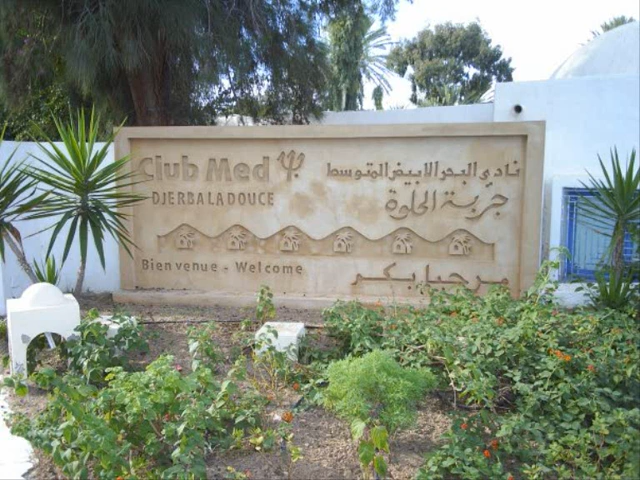 Club Med
DJERBA LA DOUCE
Bienvenue - Welcome
نادي البحر الابيض المتوسط
جربة الحلوة
مرحبا بكم